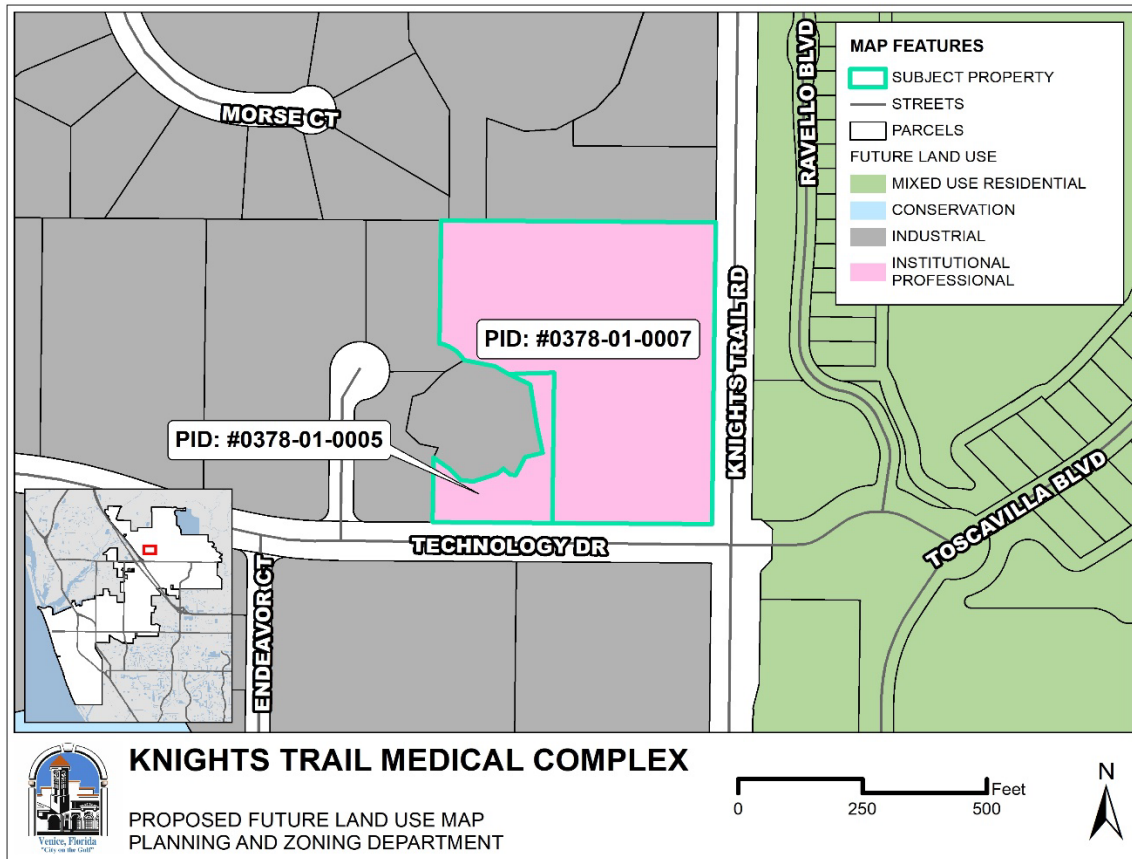 MORSE CT
RAVELLO BLVD
MAP FEATURES
SUBJECT PROPERTY
STREETS
PARCELS
FUTURE LAND USE
MIXED USE RESIDENTIAL
CONSERVATION
INDUSTRIAL
INSTITUTIONAL
PROFESSIONAL
PID: #0378-01-0007
KNIGHTS TRAIL RD
PID: #0378-01-0005
TOSCAVILLA BLVD
TECHNOLOGY DR
ENDEAVOR CT
KNIGHTS TRAIL MEDICAL COMPLEX
PROPOSED FUTURE LAND USE MAP
PLANNING AND ZONING DEPARTMENT
Venice, Florida
"City on the Gulf"
Feet
0 250 500
N